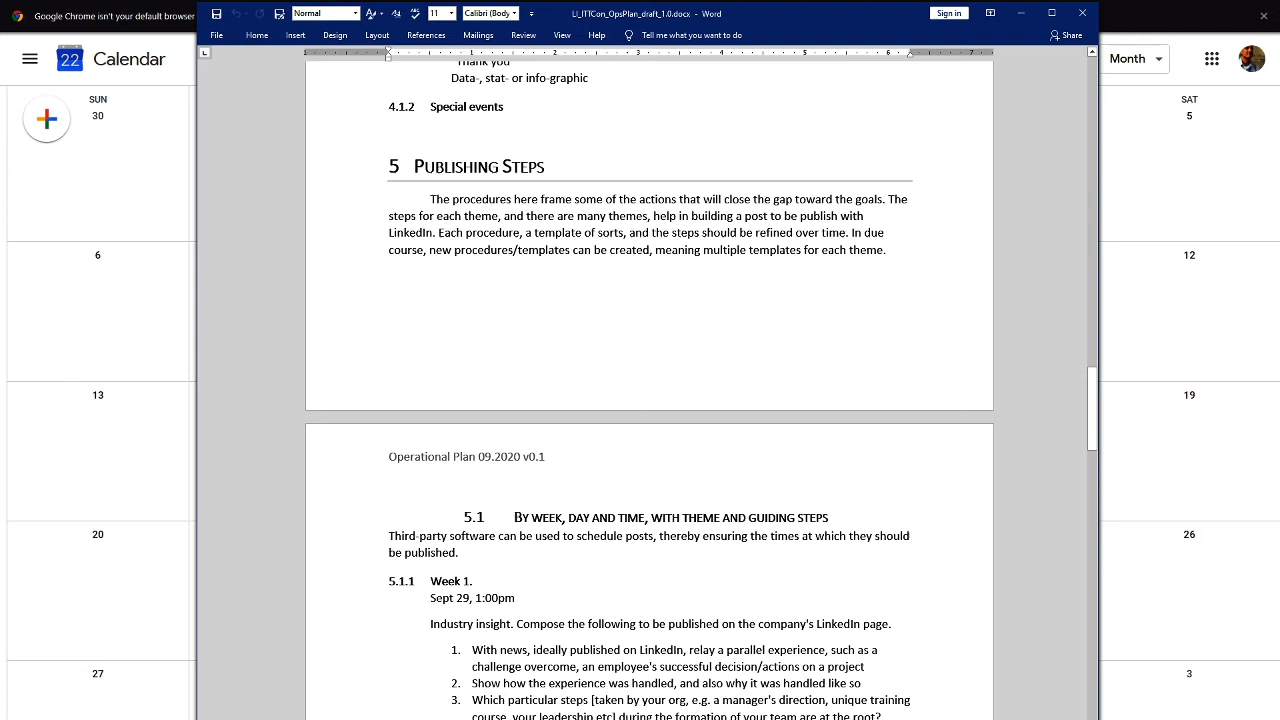 Google Chrome isn't your default browser
Normal
11
Calibri (Body
LI_ITTCon_OpsPlan_draft_1.0.docx - Word
Sign in
File
Home
Insert
Design
Layout
References
Mailings
Review
View
Help
Tell me what you want to do
Share
22
Calendar
Month
SUN
30
6
13
20
27
SAT
5
12
19
26
3
1 2 3 4 5 6 7
Thank you
Data-, stat- or info-graphic
4.1.2 Special events
5 PUBLISHING STEPS
The procedures here frame some of the actions that will close the gap toward the goals. The
steps for each theme, and there are many themes, help in building a post to be publish with
LinkedIn. Each procedure, a template of sorts, and the steps should be refined over time. In due
course, new procedures/templates can be created, meaning multiple templates for each theme.
Operational Plan 09.2020 v0.1
5.1 BY WEEK, DAY AND TIME, WITH THEME AND GUIDING STEPS
Third-party software can be used to schedule posts, thereby ensuring the times at which they should
be published.
5.1.1 Week 1.
Sept 29, 1:00pm
Industry insight. Compose the following to be published on the company's LinkedIn page.
1. With news, ideally published on LinkedIn, relay a parallel experience, such as a
challenge overcome, an employee's successful decision/actions on a project
2. Show how the experience was handled, and also why it was handled like so
3. Which particular steps [taken by your org, e.g. a manager's direction, unique training
course, your leadership etc] during the formation of your team are at the root?